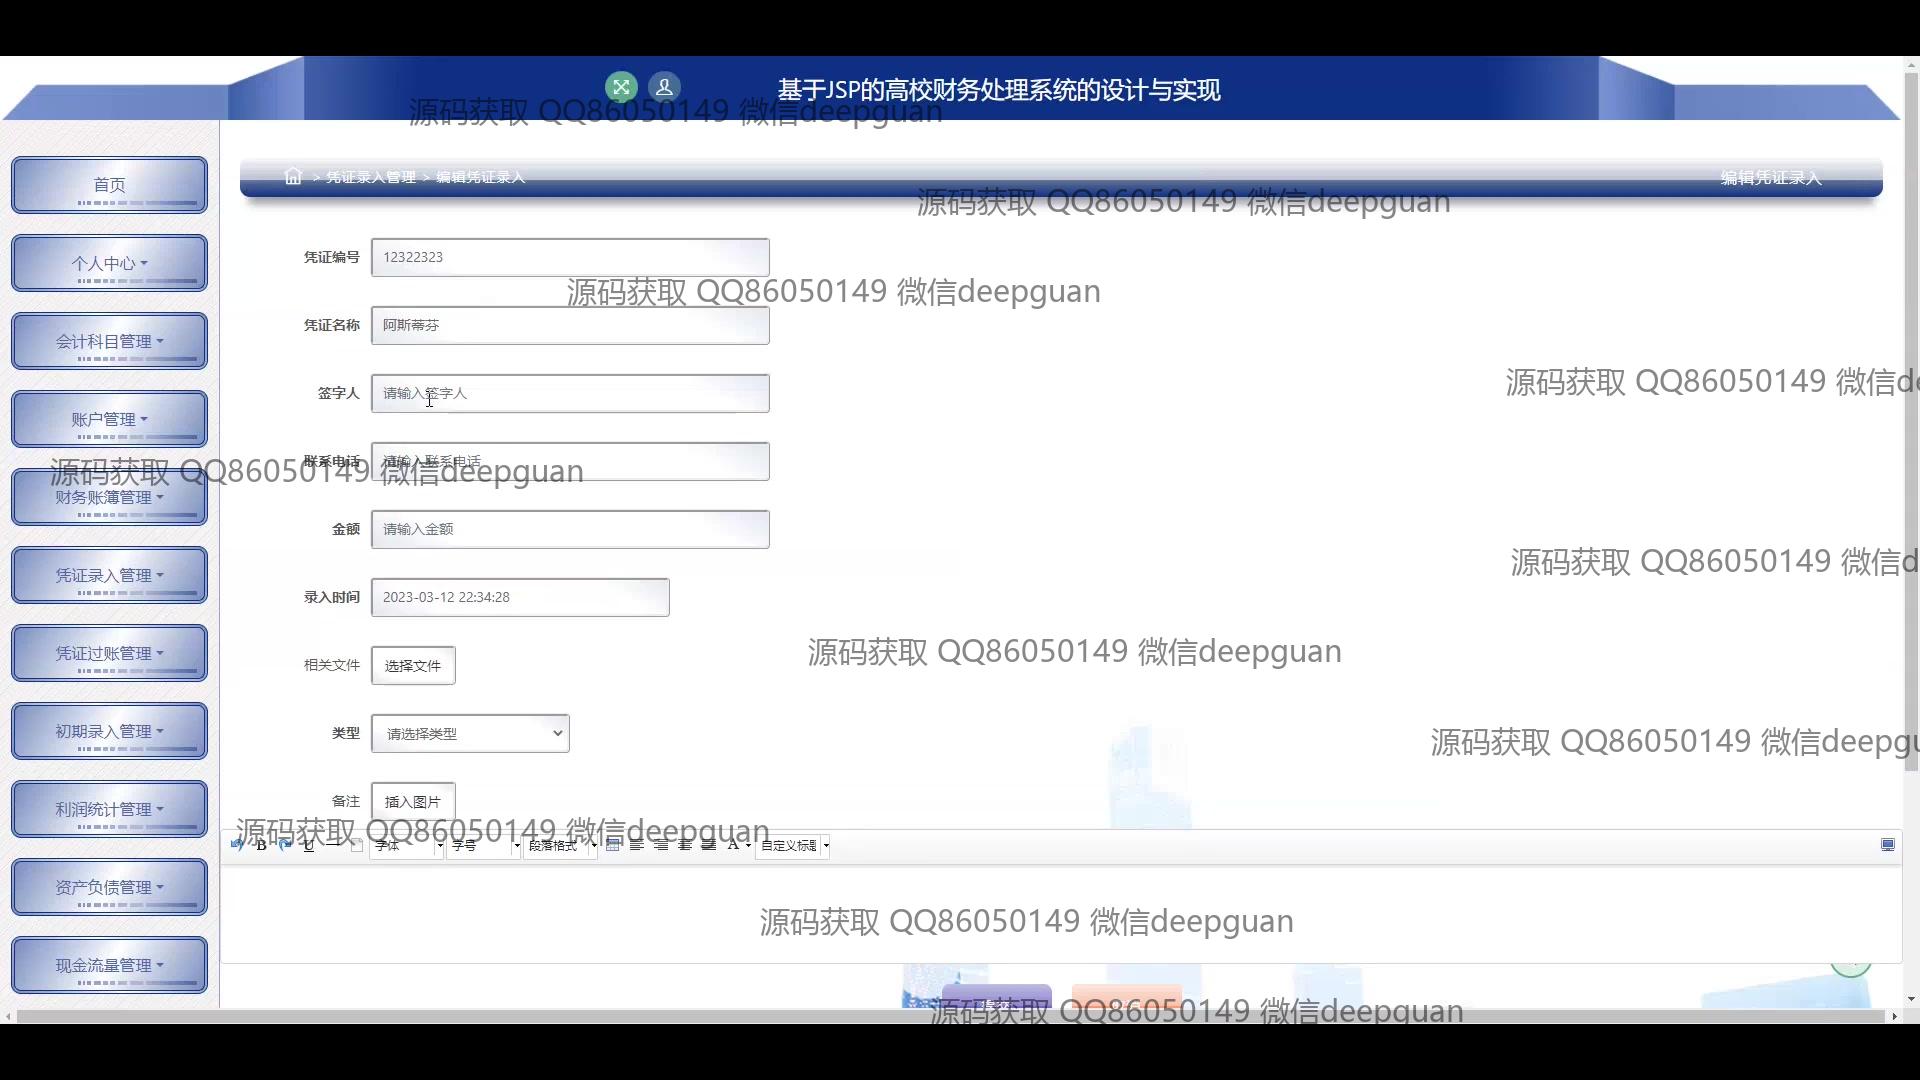 基于JSP的高校财务处理系统的设计与实现
源码获取 QQ86050149 微信deepguan
首页
> 凭证录入管理 > 编辑凭证录入
编辑凭证录入
源码获取 QQ86050149 微信deepguan
个人中心
凭证编号 12322323
源码获取 QQ86050149 微信deepguan
会计科目管理
凭证名称 阿斯蒂芬
源码获取 QQ86050149 微信de
账户管理
签字人 请输入签字人
联系电话 请输入联系电话
源码获取 QQ86050149 微信deepguan
财务账簿管理
金额 请输入金额
源码获取 QQ86050149 微信d
凭证录入管理
录入时间 2023-03-12 22:34:28
凭证过账管理
相关文件 选择文件
源码获取 QQ86050149 微信deepguan
初期录入管理
类型 请选择类型
源码获取 QQ86050149 微信deepgu
利润统计管理
备注 插入图片
源码获取 QQ86050149 微信deepguan
B U 字体 字号 段落格式 A 自定义标题
资产负债管理
源码获取 QQ86050149 微信deepguan
现金流量管理
源码获取 QQ86050149 微信deepguan